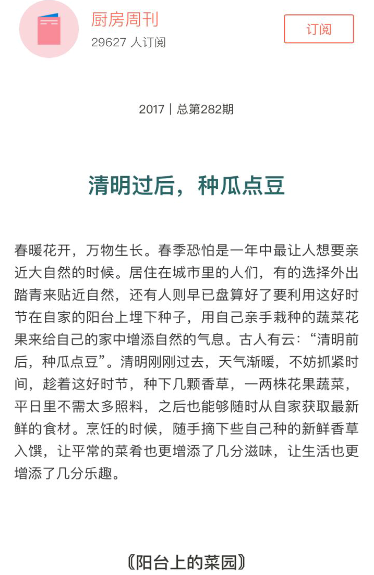 厨房周刊
29627 人订阅
订阅
2017 | 总第282期
清明过后，种瓜点豆
春暖花开，万物生长。春季恐怕是一年中最让人想要亲
近大自然的时候。居住在城市里的人们，有的选择外出
踏青来贴近自然，还有人则早已盘算好了要利用这好时
节在自家的阳台上埋下种子，用自己亲手栽种的蔬菜花
果来给自己的家中增添自然的气息。古人有云：“清明前
后，种瓜点豆”。清明刚刚过去，天气渐暖，不妨抓紧时
间，趁着这好时节，种下几颗香草，一两株花果蔬菜，
平日里不需太多照料，之后也能够随时从自家获取最新
鲜的食材。烹饪的时候，随手摘下些自己种的新鲜香草
入馔，让平常的菜肴也更增添了几分滋味，让生活也更
增添了几分乐趣。
〖阳台上的菜园〗